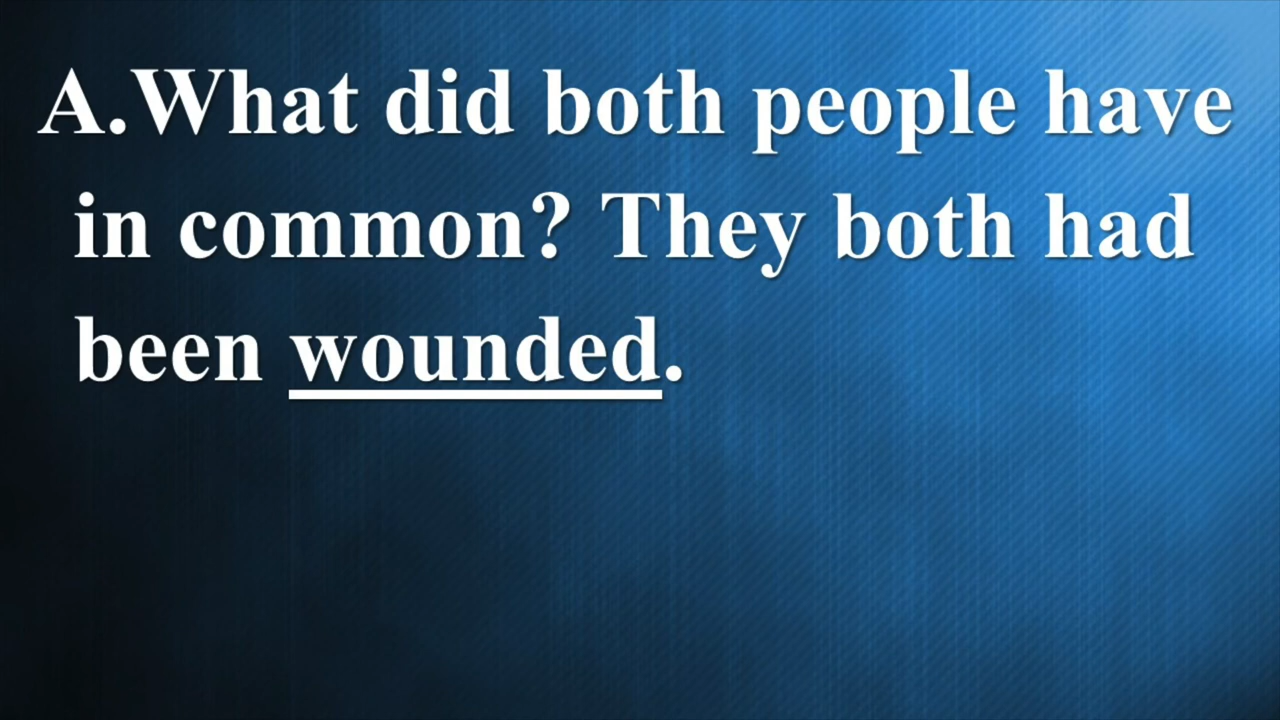 A.What did both people have
in common? They both had
been wounded.